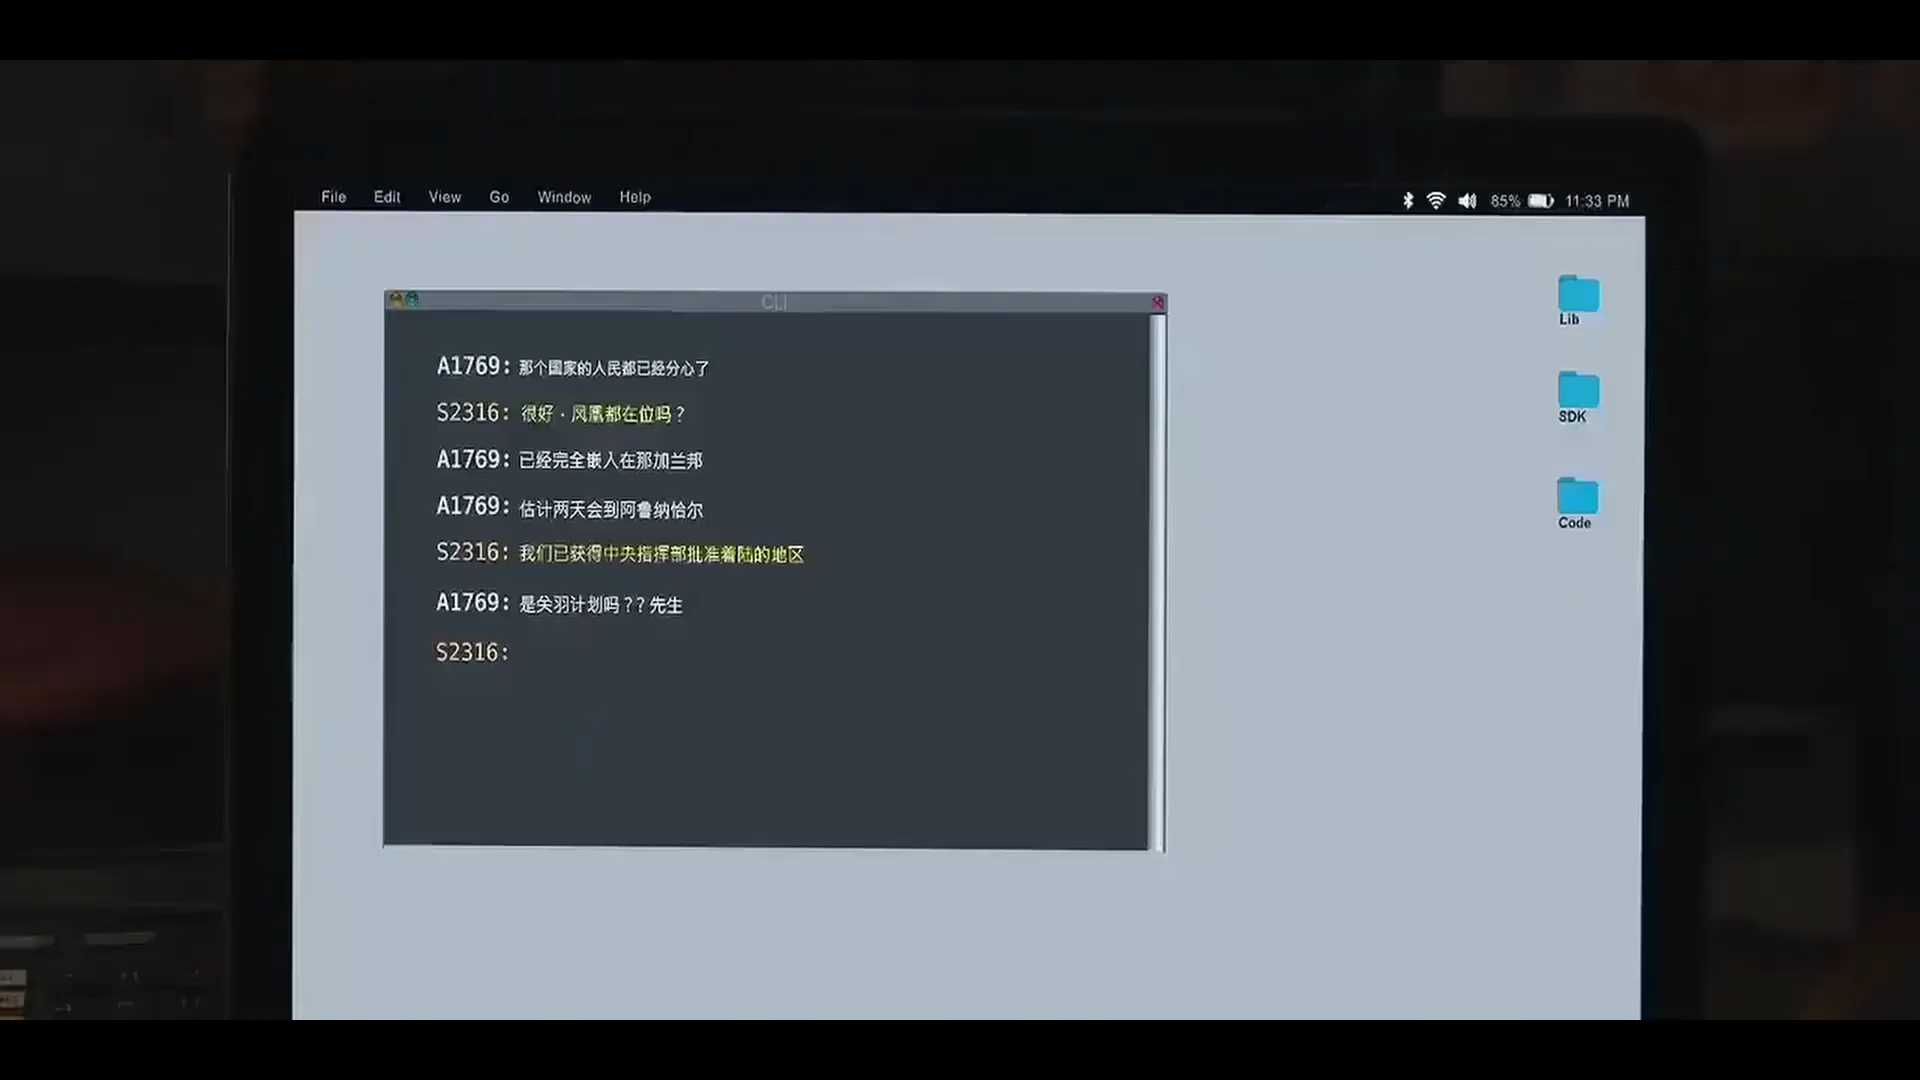 File Edit View Go Window Help 85% 11:33 PM
CLI
A1769: 那个国家的人民都已经分心了
S2316: 很好·凤凰都在位吗？
A1769: 已经完全嵌入在那加兰邦
A1769: 估计两天会到阿鲁纳恰尔
S2316: 我们已获得中央指挥部批准着陆的地区
A1769: 是关羽计划吗？? 先生
S2316:
Lib
SDK
Code